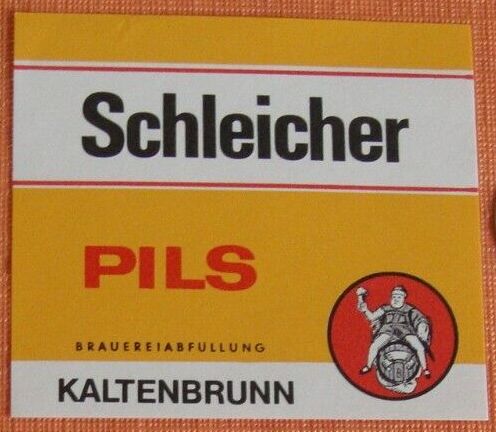 Schleicher
PILS
BRAUEREIABFÜLLUNG
KALTENBRUNN